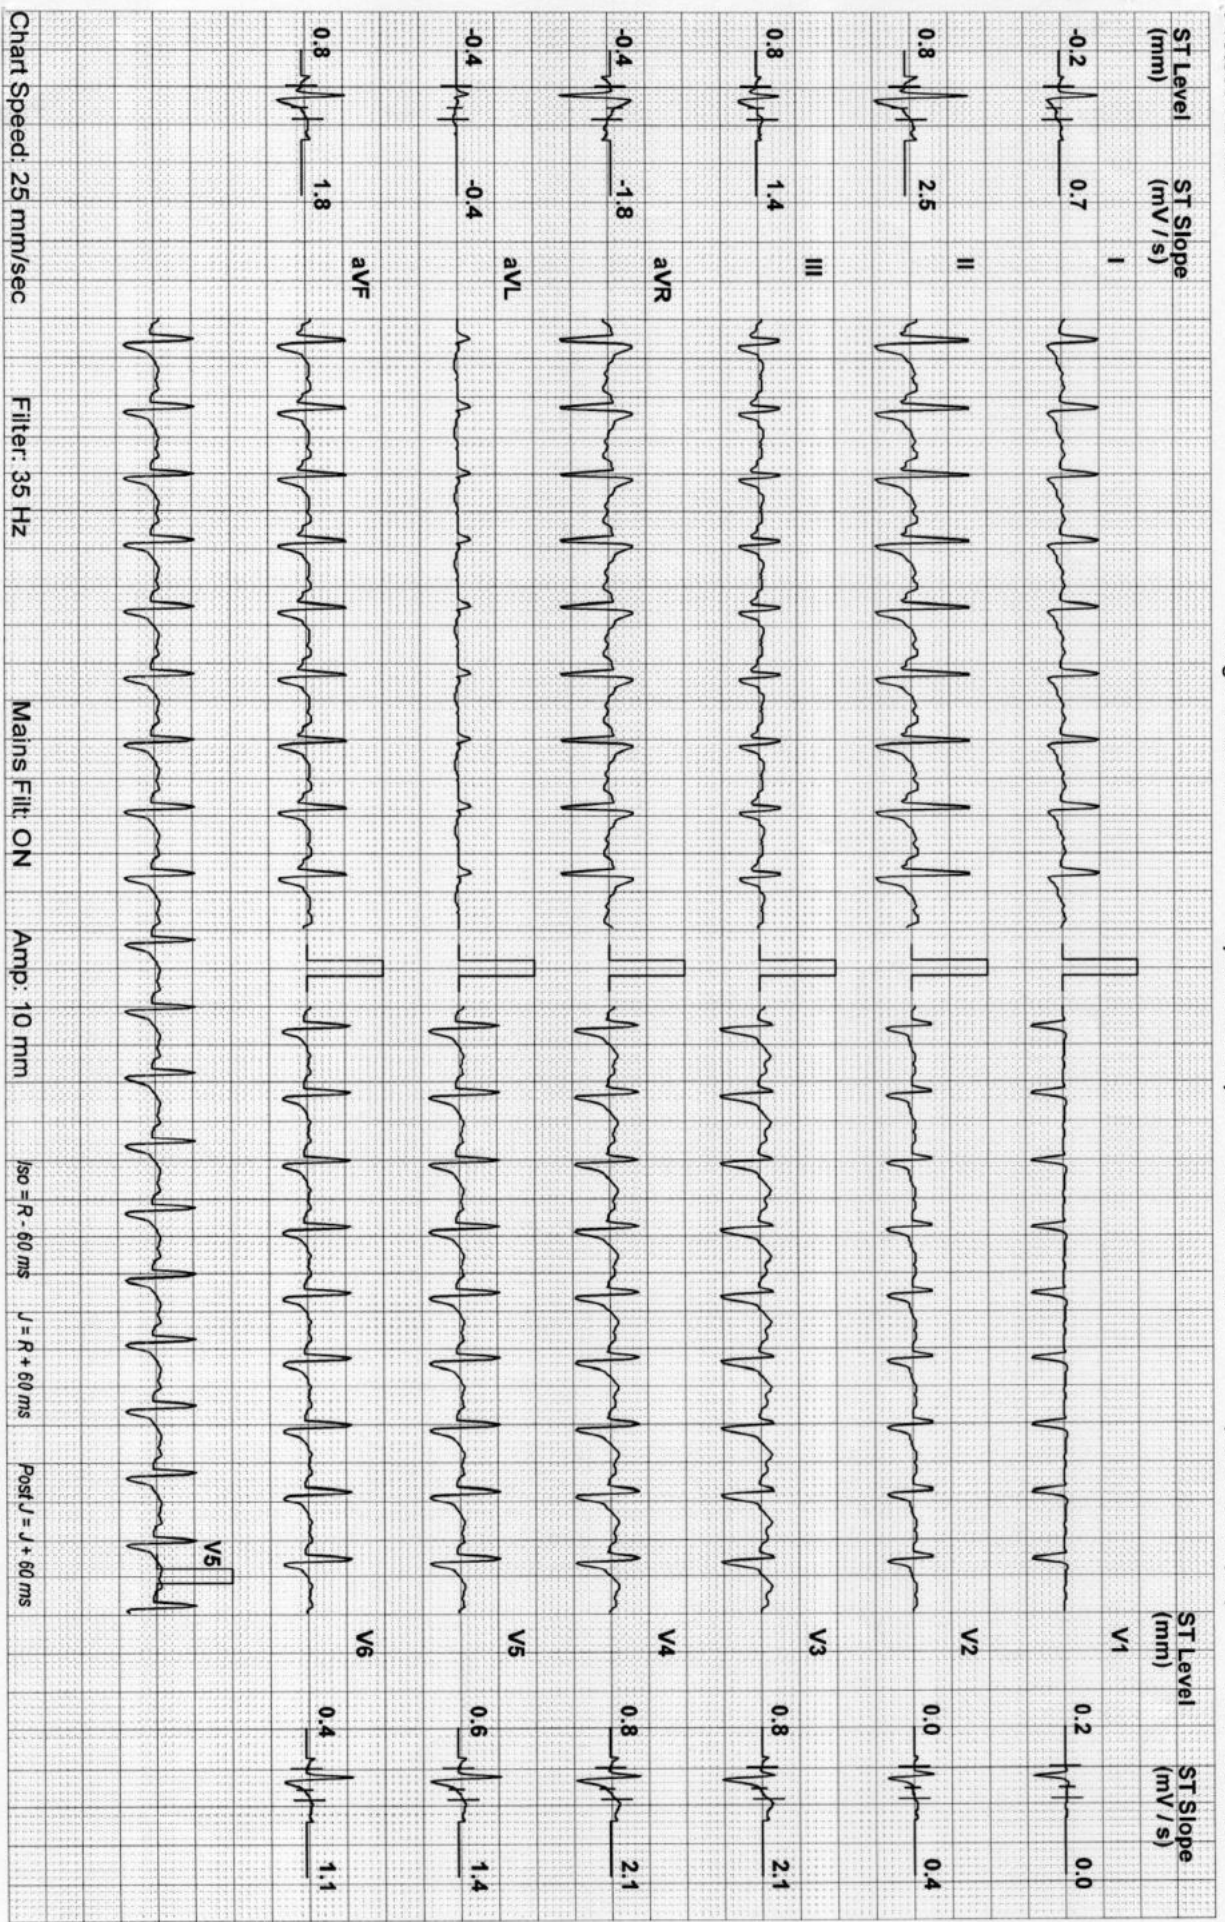 ST Level ST Slope
(mm) (mV / s)
I
-0.2 0.7
II
0.8 2.5
III
0.8 1.4
aVR
-0.4 -1.8
aVL
-0.4 -0.4
aVF
0.8 1.8
ST Level ST Slope
(mm) (mV / s)
V1
0.2 0.0
V2
0.0 0.4
V3
0.8 2.1
V4
0.8 2.1
V5
0.6 1.4
V6
0.4 1.1
V5
Chart Speed: 25 mm/sec Filter: 35 Hz Mains Filt: ON Amp: 10 mm Iso = R - 60 ms J = R + 60 ms Post J = J + 60 ms